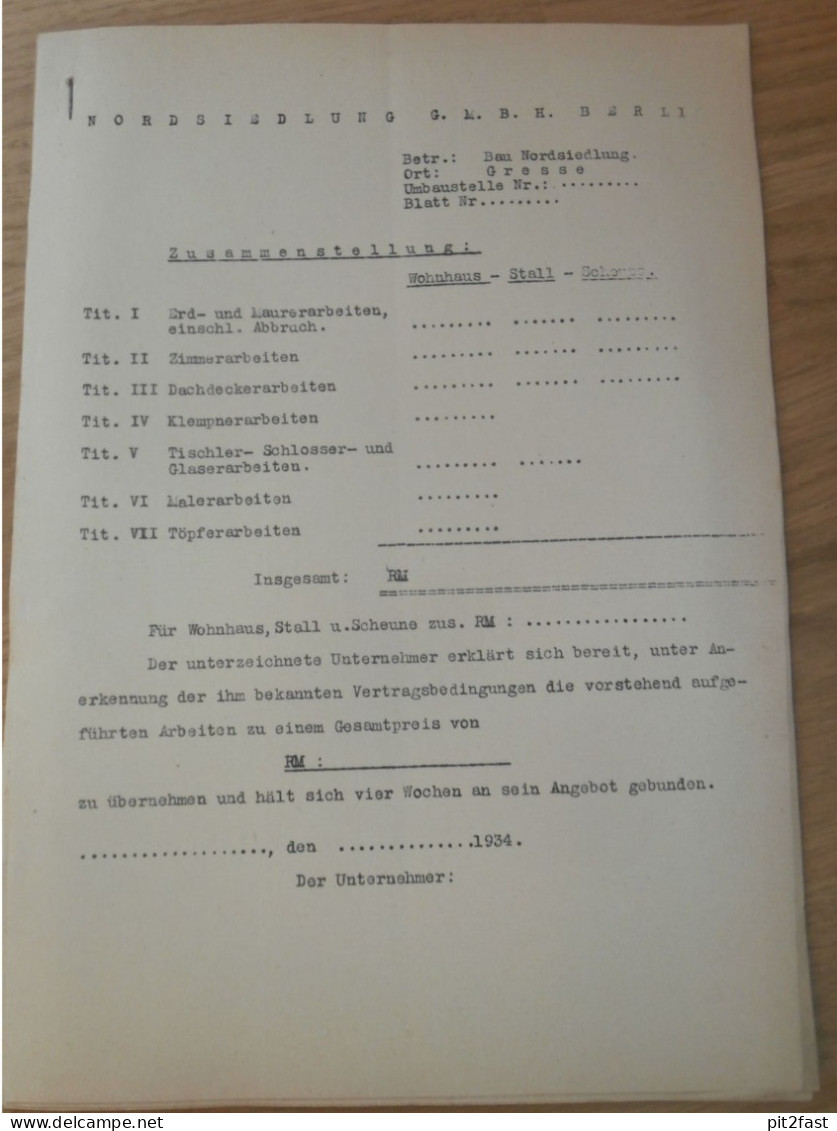 NORDSIEDLUNG G.M.B.H. BERLI
Betr.: Bau Nordsiedlung.
Ort: Gresse
Umbaustelle Nr.: .........
Blatt Nr.........
Zusammenstellung:
Wohnhaus - Stall - Scheune.
Tit. I Erd- und Maurerarbeiten,
einschl. Abbruch. ......... ....... .........
Tit. II Zimmerarbeiten ......... ....... .........
Tit. III Dachdeckerarbeiten ......... ....... .........
Tit. IV Klempnerarbeiten .........
Tit. V Tischler- Schlosser- und
Glaserarbeiten. ......... .......
Tit. VI Malerarbeiten .........
Tit. VII Töpferarbeiten .........
Insgesamt: RM
Für Wohnhaus, Stall u. Scheune zus. RM : ..................
Der unterzeichnete Unternehmer erklärt sich bereit, unter An-
erkennung der ihm bekannten Vertragsbedingungen die vorstehend aufge-
führten Arbeiten zu einem Gesamtpreis von
RM :
zu übernehmen und hält sich vier Wochen an sein Angebot gebunden.
...................., den ...............1934.
Der Unternehmer:
alteshaus
pit2fast